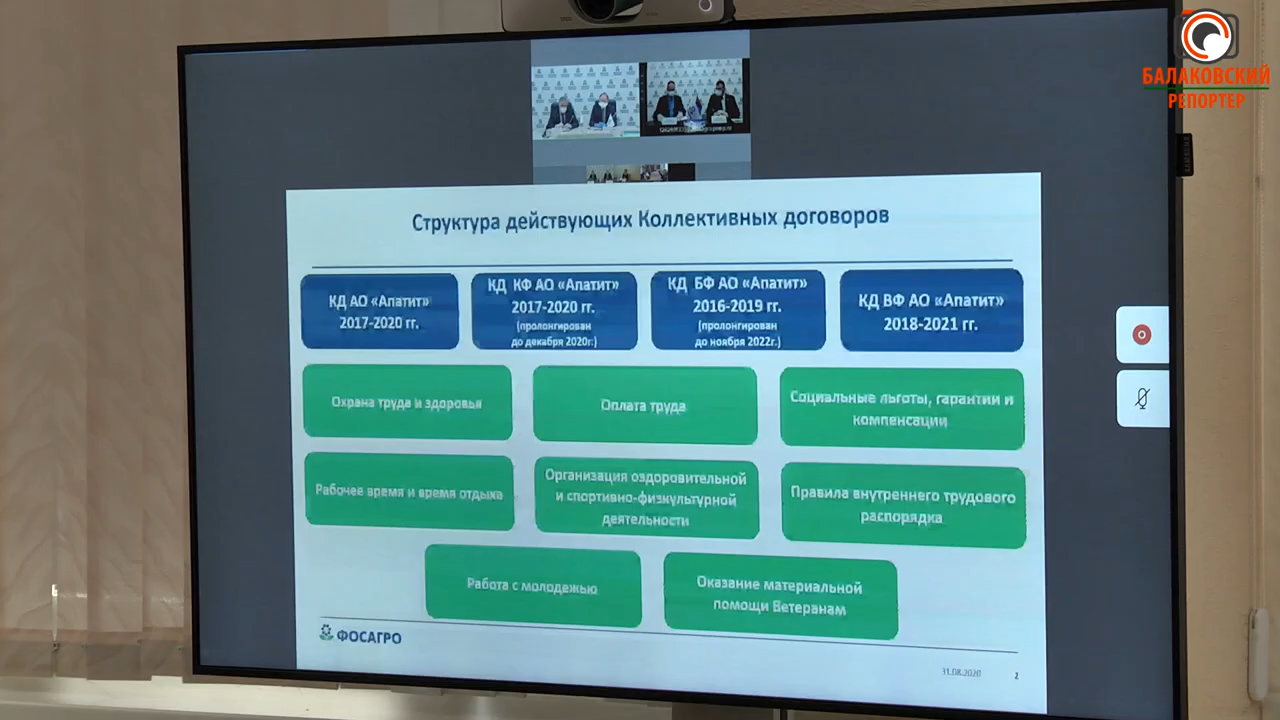 БАЛАКОВСКИЙ
РЕПОРТЕР
SAMSUNG
Структура действующих Коллективных договоров
КД АО «Апатит»
2017-2020 гг.
КД КФ АО «Апатит»
2017-2020 гг.
(пролонгирован
до декабря 2020г.)
КД БФ АО «Апатит»
2016-2019 гг.
(пролонгирован
до ноября 2022г.)
КД ВФ АО «Апатит»
2018-2021 гг.
Охрана труда и здоровья
Оплата труда
Социальные льготы, гарантии и
компенсации
Рабочее время и время отдыха
Организация оздоровительной
и спортивно-физкультурной
деятельности
Правила внутреннего трудового
распорядка
Работа с молодежью
Оказание материальной
помощи Ветеранам
ФОСАГРО
31.08.2020
2